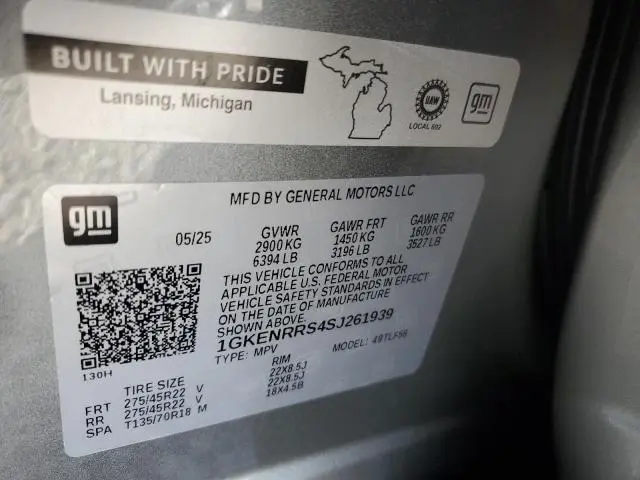 BUILT WITH PRIDE
Lansing, Michigan
UAW
LOCAL 602
gm
gm
MFD BY GENERAL MOTORS LLC
05/25 GVWR GAWR FRT GAWR RR
2900 KG 1450 KG 1600 KG
6394 LB 3196 LB 3527 LB
THIS VEHICLE CONFORMS TO ALL
APPLICABLE U.S. FEDERAL MOTOR
VEHICLE SAFETY STANDARDS IN EFFECT
ON THE DATE OF MANUFACTURE
SHOWN ABOVE.
1GKENRRS4SJ261939
TYPE: MPV MODEL:
130H
TIRE SIZE RIM
FRT 275/45R22 V 22X8.5J
RR 275/45R22 V 22X8.5J
SPA T135/70R18 M 18X4.5B